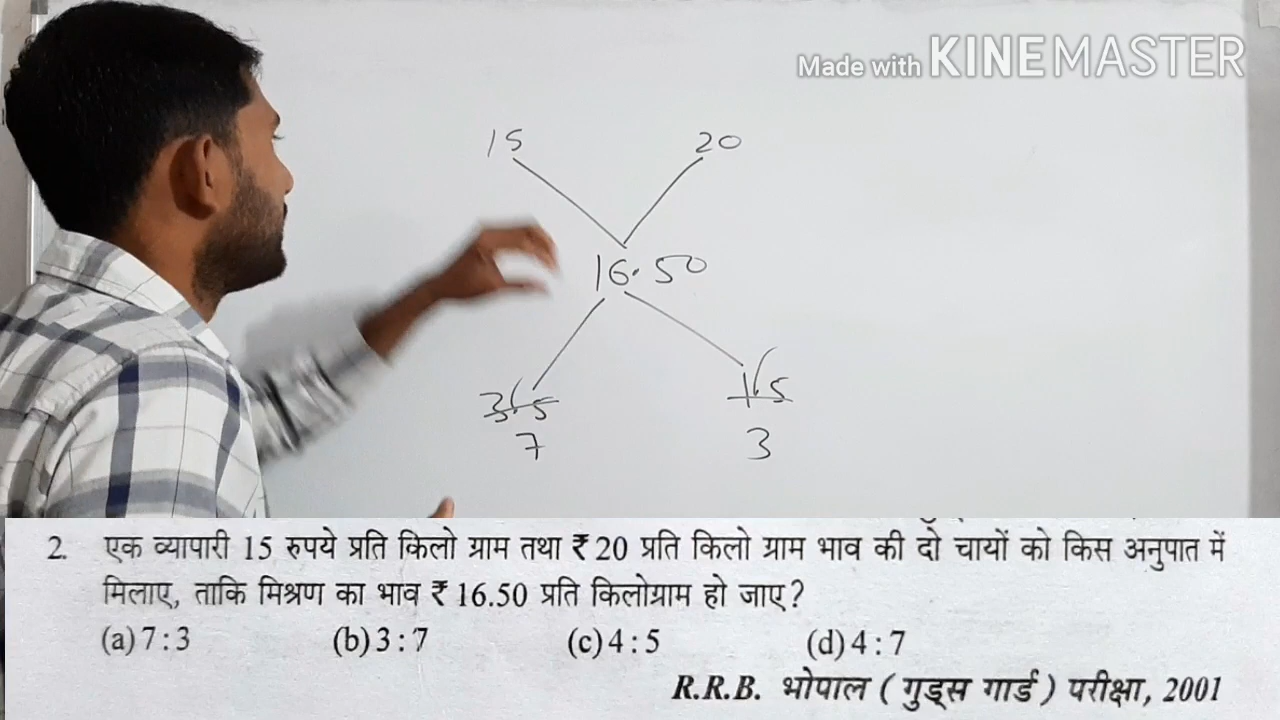 Made with KINEMASTER
15 20
16.50
3.5 1.5
7 3
2. एक व्यापारी 15 रुपये प्रति किलो ग्राम तथा ₹ 20 प्रति किलो ग्राम भाव की दो चायों को किस अनुपात में
मिलाए, ताकि मिश्रण का भाव ₹ 16.50 प्रति किलोग्राम हो जाए?
(a) 7 : 3 (b) 3 : 7 (c) 4 : 5 (d) 4 : 7
R.R.B. भोपाल ( गुड्स गार्ड ) परीक्षा, 2001